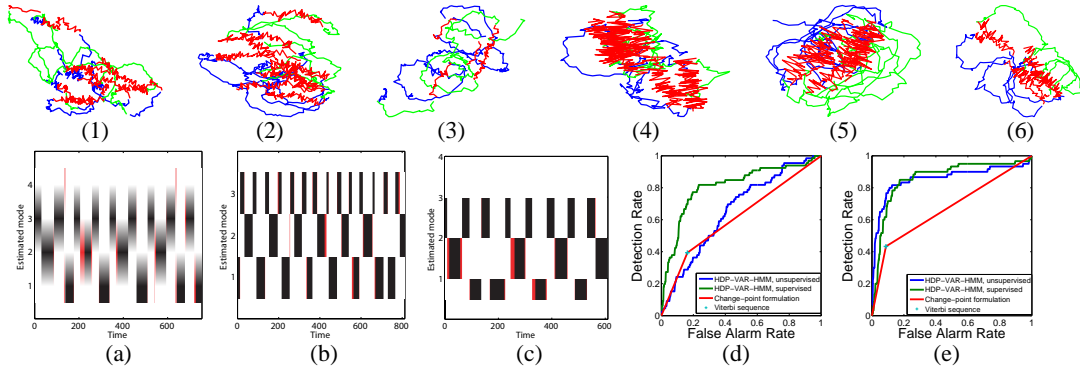 (1) (2) (3) (4) (5) (6)
4
3
2
1
Estimated mode
0 200 400 600
Time
(a)
3
2
1
Estimated mode
0 200 400 600 800
Time
(b)
4
3
2
1
Estimated mode
0 200 400 600
Time
(c)
1
0.8
0.6
0.4
0.2
0
Detection Rate
HDP-VAR-HMM, unsupervised
HDP-VAR-HMM, supervised
Change-point formulation
Viterbi sequence
0.2 0.4 0.6 0.8 1
False Alarm Rate
(d)
1
0.8
0.6
0.4
0.2
0
Detection Rate
HDP-VAR-HMM, unsupervised
HDP-VAR-HMM, supervised
Change-point formulation
Viterbi sequence
0 0.2 0.4 0.6 0.8 1
False Alarm Rate
(e)